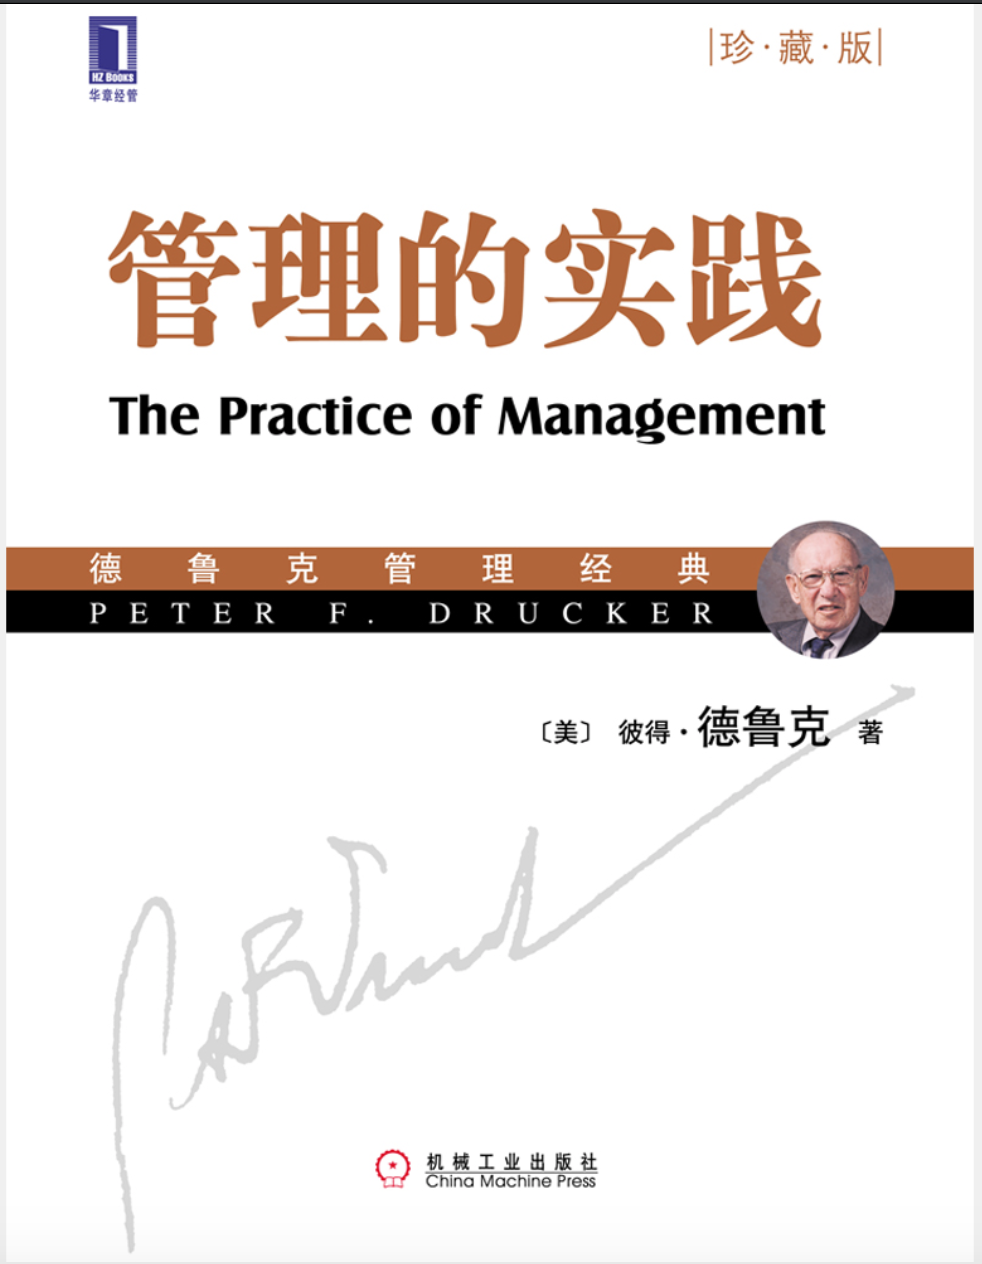 HZ BOOKS
华章经管
|珍·藏·版|
管理的实践
The Practice of Management
德鲁克管理经典
PETER F. DRUCKER
〔美〕 彼得·德鲁克 著
机械工业出版社
China Machine Press